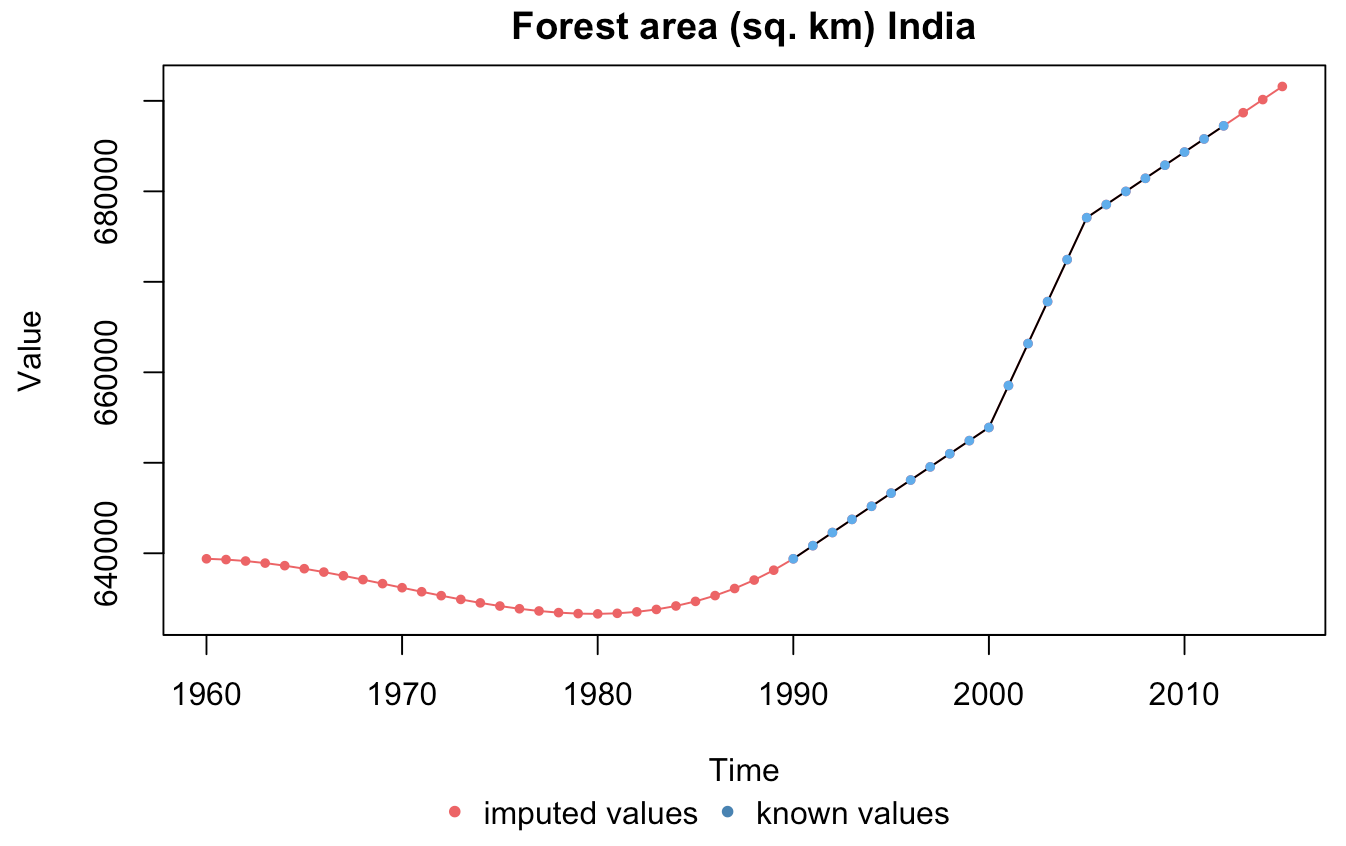 Forest area (sq. km) India
Value
680000
660000
640000
1960 1970 1980 1990 2000 2010
Time
imputed values known values